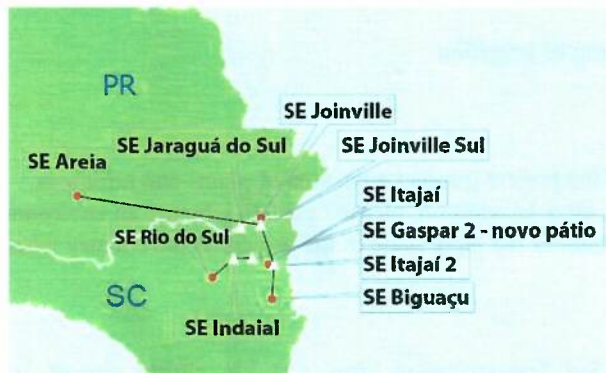 PR
SE Joinville
SE Jaraguá do Sul
SE Joinville Sul
SE Areia
SE Itajaí
SE Gaspar 2 - novo pátio
SE Rio do Sul
SE Itajaí 2
SC
SE Biguaçu
SE Indaial